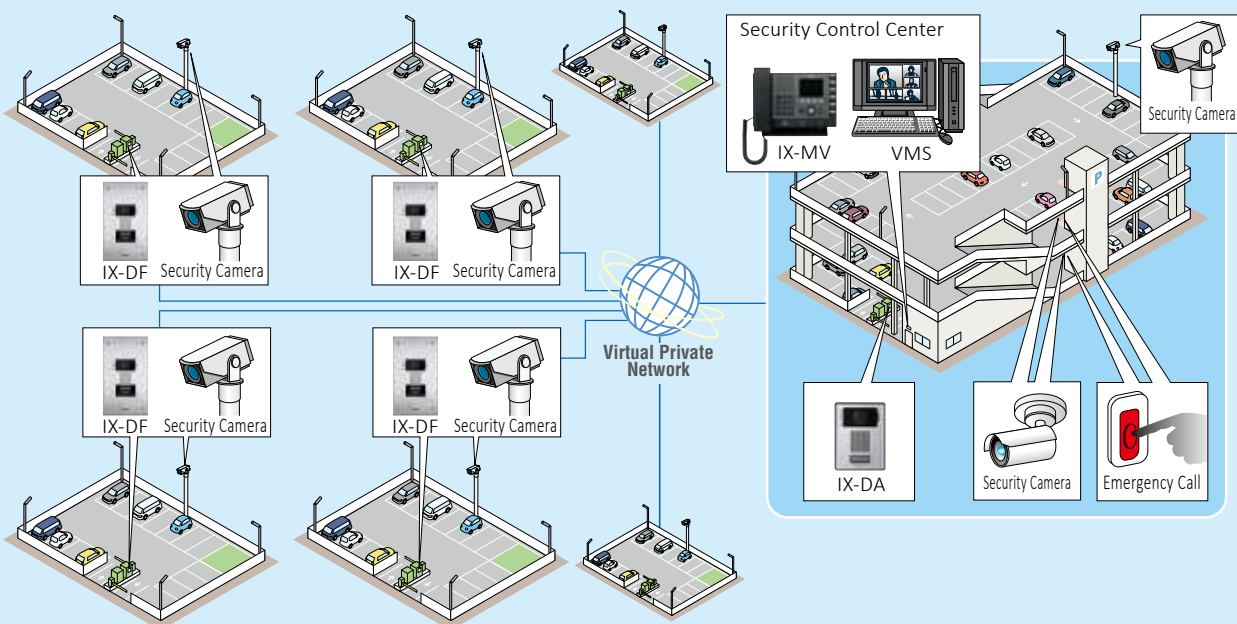 Security Control Center
IX-MV
VMS
Security Camera
P
IX-DF
Security Camera
IX-DF
Security Camera
Virtual Private
Network
IX-DF
Security Camera
IX-DF
Security Camera
IX-DA
Security Camera
Emergency Call